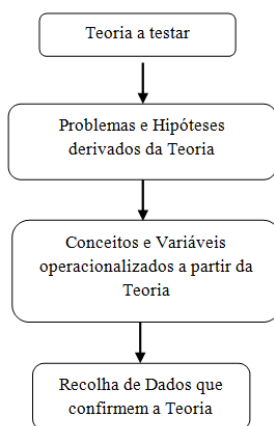 Teoria a testar
Problemas e Hipóteses
derivados da Teoria
Conceitos e Variáveis
operacionalizados a partir da
Teoria
Recolha de Dados que
confirmem a Teoria